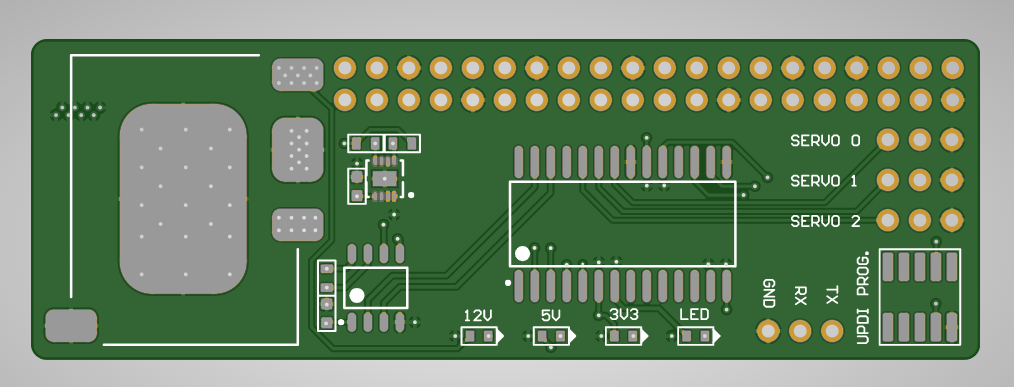 SERVO 0
SERVO 1
SERVO 2
UPDI PROG.
GND
RX
TX
12V
5V
3V3
LED